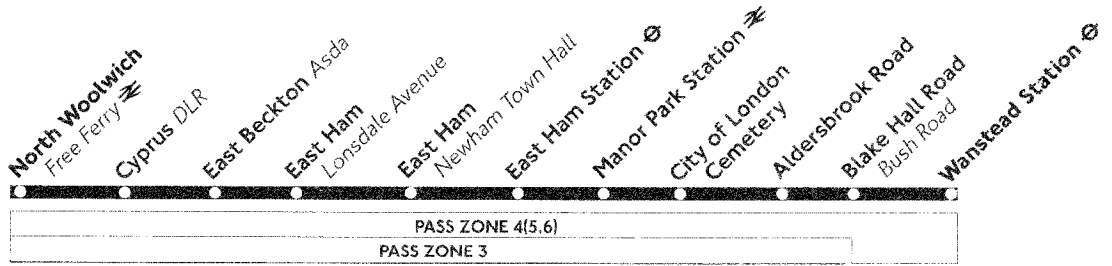 North Woolwich
Free Ferry
Cyprus DLR
East Beckton Asda
East Ham
Lonsdale Avenue
East Ham
Newham Town Hall
East Ham Station
Manor Park Station
City of London
Cemetery
Aldersbrook Road
Blake Hall Road
Bush Road
Wanstead Station
PASS ZONE 4(5.6)
PASS ZONE 3